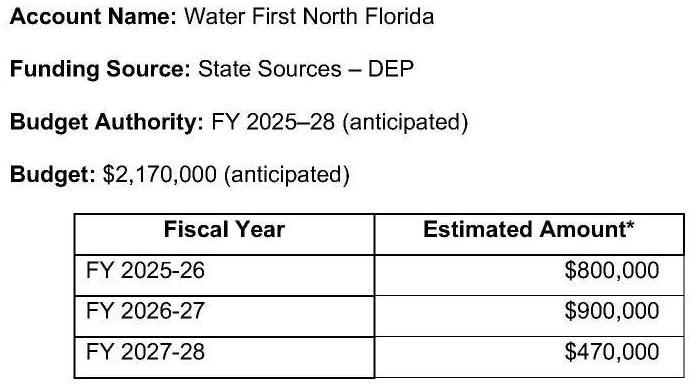 Account Name: Water First North Florida
Funding Source: State Sources – DEP
Budget Authority: FY 2025–28 (anticipated)
Budget: $2,170,000 (anticipated)
Fiscal Year Estimated Amount*
FY 2025-26 $800,000
FY 2026-27 $900,000
FY 2027-28 $470,000